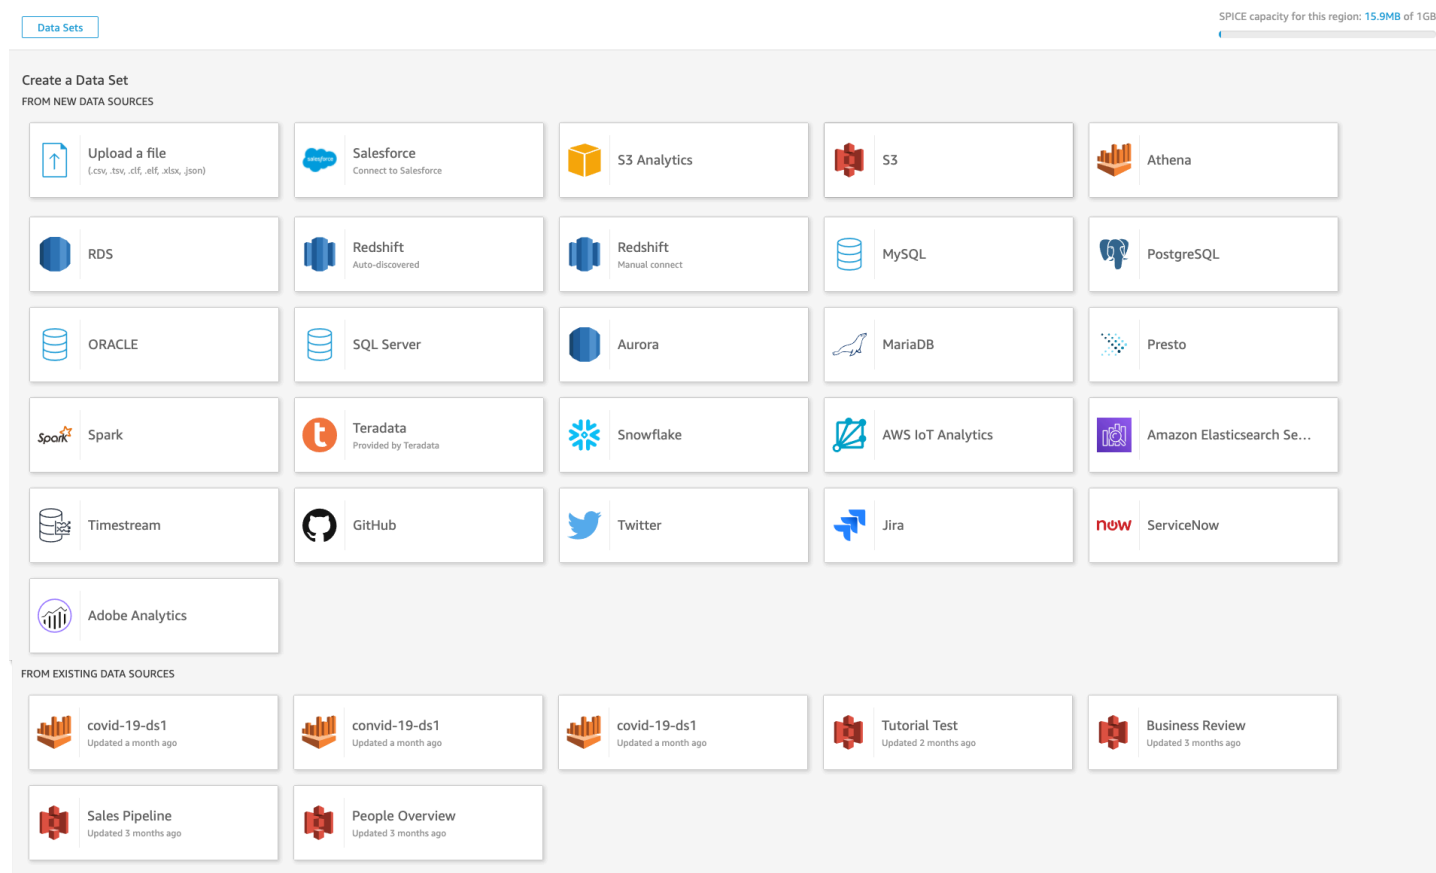 Data Sets
SPICE capacity for this region: 15.9MB of 1GB
Create a Data Set
FROM NEW DATA SOURCES
Upload a file
(.csv, .tsv, .clf, .elf, .xlsx, .json)
salesforce
Salesforce
Connect to Salesforce
S3 Analytics
S3
Athena
RDS
Redshift
Auto-discovered
Redshift
Manual connect
MySQL
PostgreSQL
ORACLE
SQL Server
Aurora
MariaDB
Presto
Spark
Spark
t
Teradata
Provided by Teradata
Snowflake
AWS IoT Analytics
Amazon Elasticsearch Se...
Timestream
GitHub
Twitter
Jira
now
ServiceNow
Adobe Analytics
FROM EXISTING DATA SOURCES
covid-19-ds1
Updated a month ago
convid-19-ds1
Updated a month ago
covid-19-ds1
Updated a month ago
Tutorial Test
Updated 2 months ago
Business Review
Updated 3 months ago
Sales Pipeline
Updated 3 months ago
People Overview
Updated 3 months ago